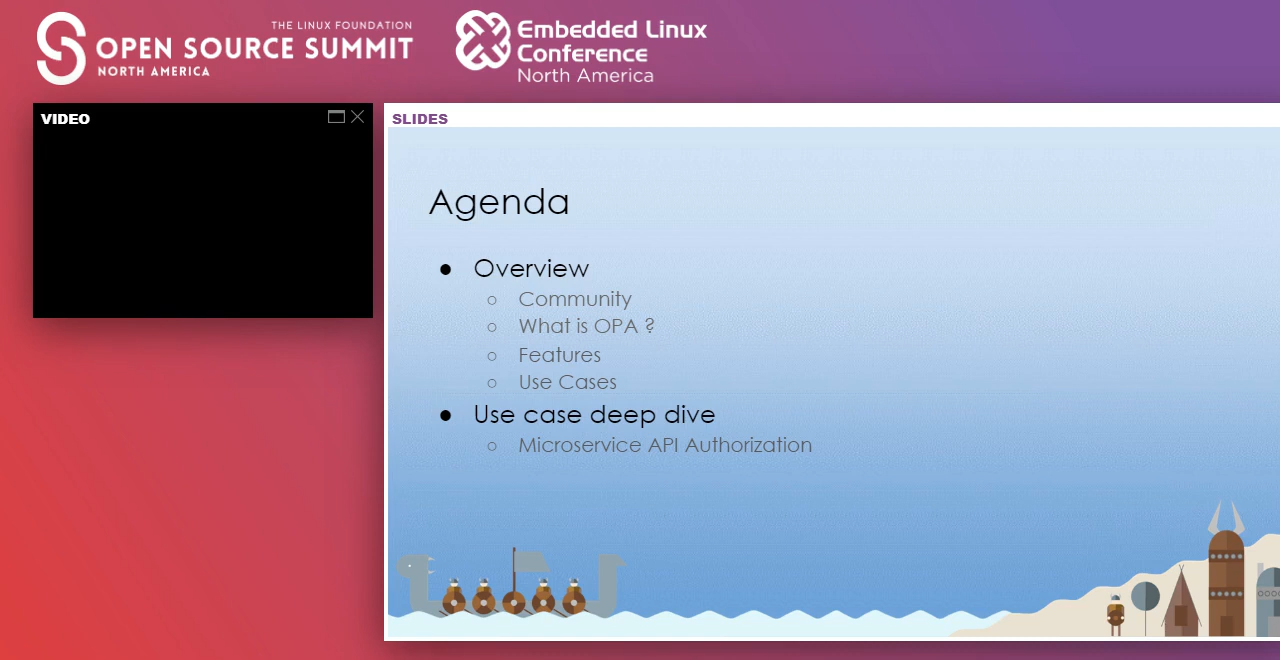 THE LINUX FOUNDATION
OPEN SOURCE SUMMIT
NORTH AMERICA
Embedded Linux
Conference
North America
VIDEO
SLIDES
Agenda
● Overview
○ Community
○ What is OPA ?
○ Features
○ Use Cases
● Use case deep dive
○ Microservice API Authorization